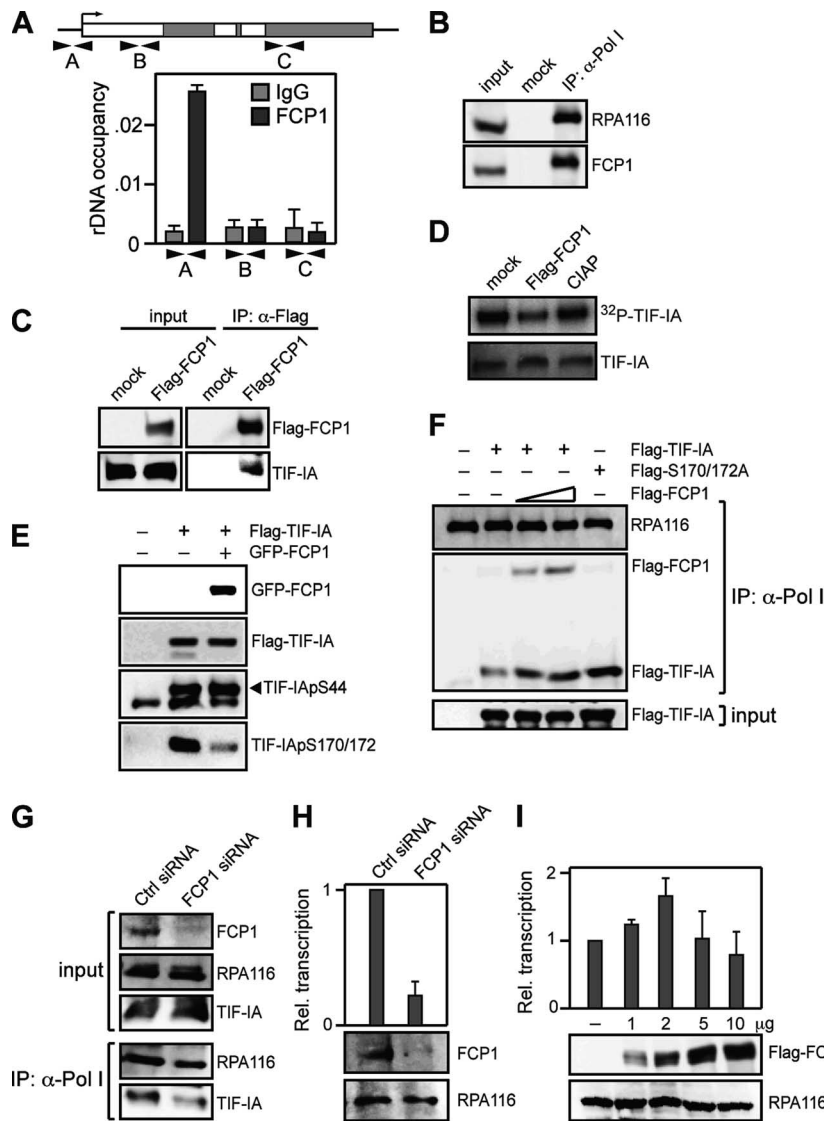 A
A B C
IgG
FCP1
rDNA occupancy
.02
.01
0
A B C
B
input mock IP: α-Pol I
RPA116
FCP1
C
input IP: α-Flag
mock Flag-FCP1 mock Flag-FCP1
Flag-FCP1
TIF-IA
D
mock Flag-FCP1 CIAP
³²P-TIF-IA
TIF-IA
E
– + + Flag-TIF-IA
– – + GFP-FCP1
GFP-FCP1
Flag-TIF-IA
TIF-IApS44
TIF-IApS170/172
F
– + + + – Flag-TIF-IA
– – – – + Flag-S170/172A
– – – Flag-FCP1
RPA116
Flag-FCP1
Flag-TIF-IA
IP: α-Pol I
Flag-TIF-IA
input
G
Ctrl siRNA FCP1 siRNA
input
FCP1
RPA116
TIF-IA
IP: α-Pol I
RPA116
TIF-IA
H
Ctrl siRNA FCP1 siRNA
Rel. transcription
1
0
FCP1
RPA116
I
Rel. transcription
2
1
0
– 1 2 5 10 µg
Flag-FC
RPA116